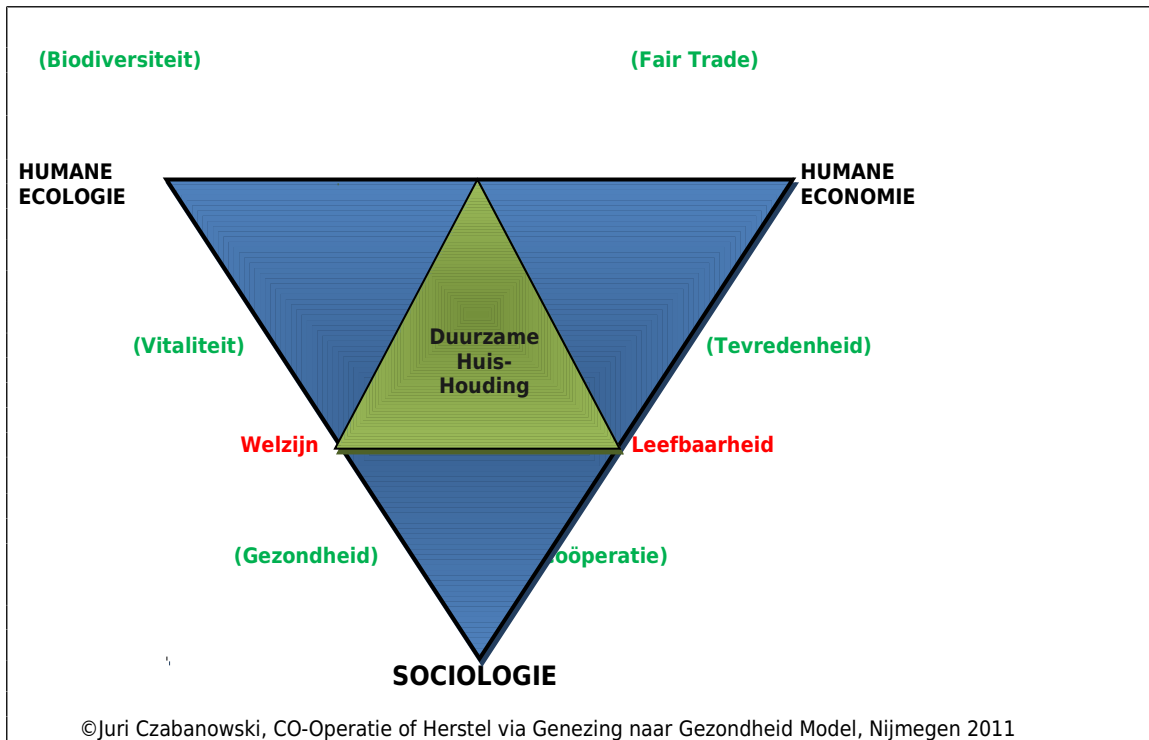 (Biodiversiteit) (Fair Trade)
HUMANE
ECOLOGIE
HUMANE
ECONOMIE
Duurzame
Huis-
Houding
(Vitaliteit) (Tevredenheid)
Welzijn Leefbaarheid
(Gezondheid) oöperatie)
SOCIOLOGIE
©Juri Czabanowski, CO-Operatie of Herstel via Genezing naar Gezondheid Model, Nijmegen 2011